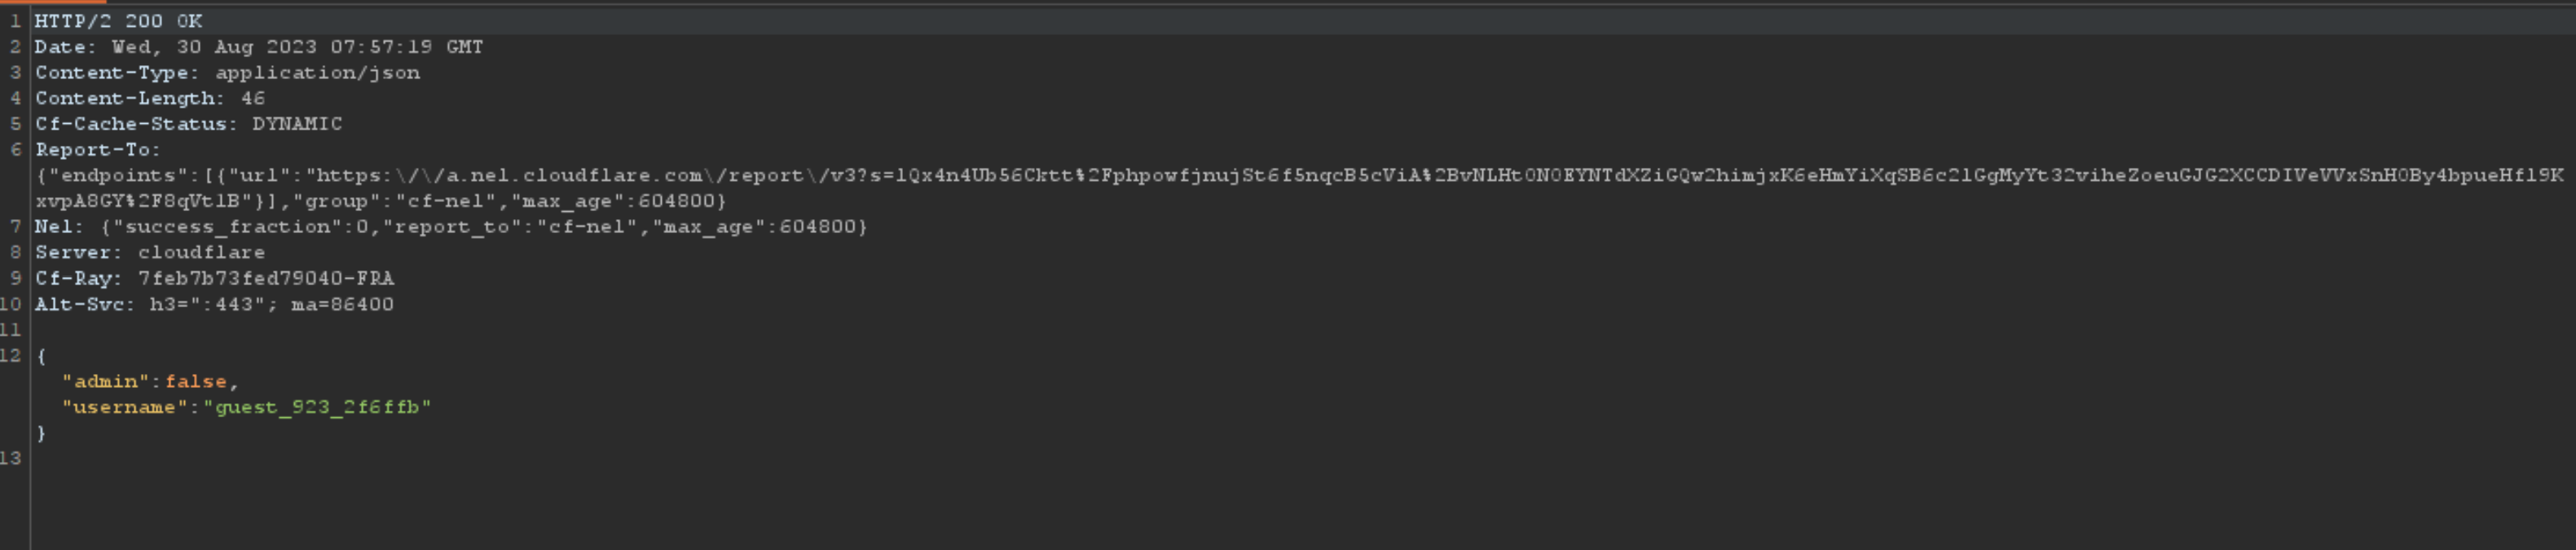 1 HTTP/2 200 OK
2 Date: Wed, 30 Aug 2023 07:57:19 GMT
3 Content-Type: application/json
4 Content-Length: 46
5 Cf-Cache-Status: DYNAMIC
6 Report-To:
{"endpoints":[{"url":"https:\/\/a.nel.cloudflare.com\/report\/v3?s=lQx4n4Ub56Cktt%2FphpowfjnujSt6f5nqcB5cViA%2BvNLHt0N0EYNTdXZiGQw2himjxK6eHmYiXqSB6c2lGgMyYt32viheZoeuGJG2XCCDIVeVVxSnH0By4bpueHfl9K
xvpA8GY%2F8qVtlB"}],"group":"cf-nel","max_age":604800}
7 Nel: {"success_fraction":0,"report_to":"cf-nel","max_age":604800}
8 Server: cloudflare
9 Cf-Ray: 7feb7b73fed79040-FRA
10 Alt-Svc: h3=":443"; ma=86400
11
12 {
"admin":false,
"username":"guest_923_2f6ffb"
}
13